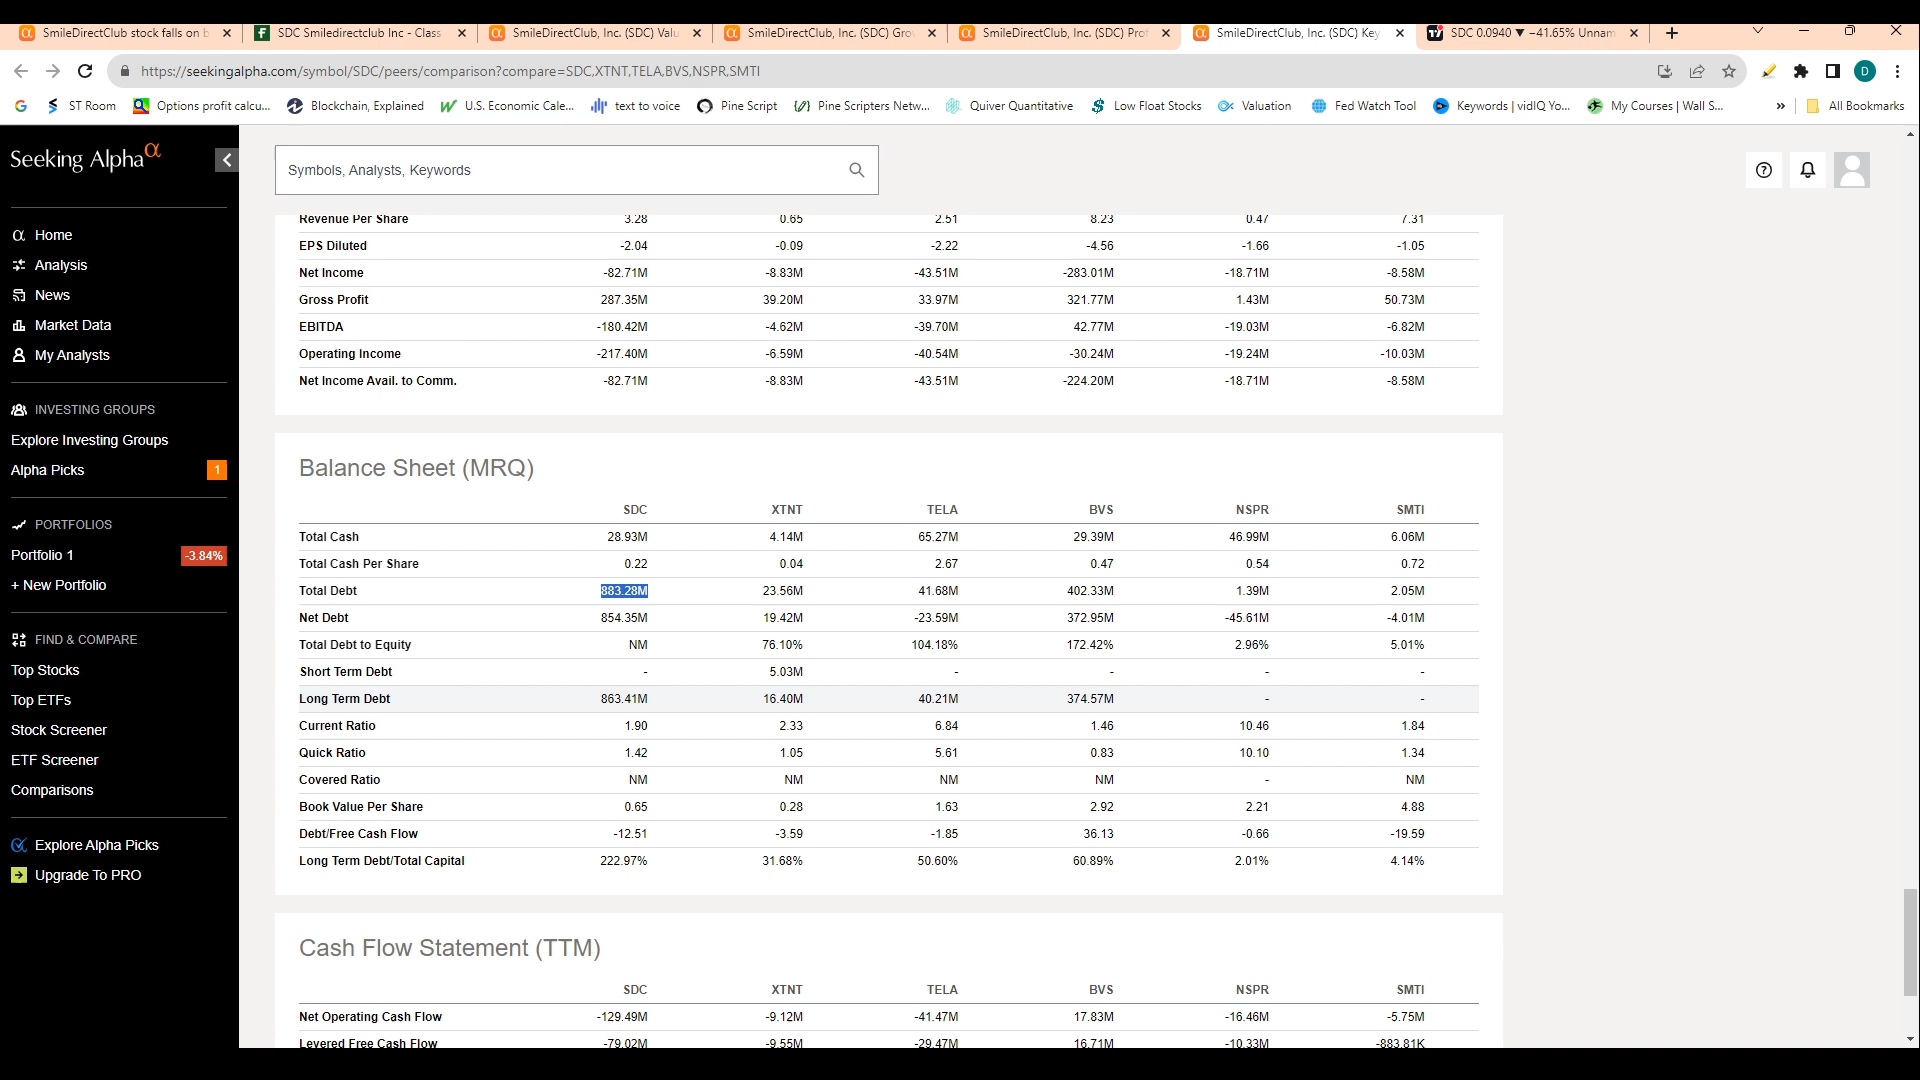 SmileDirectClub stock falls on b
SDC Smiledirectclub Inc - Class
SmileDirectClub, Inc. (SDC) Valu
SmileDirectClub, Inc. (SDC) Gro
SmileDirectClub, Inc. (SDC) Prof
SmileDirectClub, Inc. (SDC) Key
SDC 0.0940 ▼ −41.65% Unnam
https://seekingalpha.com/symbol/SDC/peers/comparison?compare=SDC,XTNT,TELA,BVS,NSPR,SMTI
D
ST Room
Options profit calcu...
Blockchain, Explained
U.S. Economic Cale...
text to voice
Pine Script
Pine Scripters Netw...
Quiver Quantitative
Low Float Stocks
Valuation
Fed Watch Tool
Keywords | vidIQ Yo...
My Courses | Wall S...
»
All Bookmarks
Seeking Alpha α
Symbols, Analysts, Keywords
Home
Analysis
News
Market Data
My Analysts
INVESTING GROUPS
Explore Investing Groups
Alpha Picks 1
PORTFOLIOS
Portfolio 1 -3.84%
+ New Portfolio
FIND & COMPARE
Top Stocks
Top ETFs
Stock Screener
ETF Screener
Comparisons
Explore Alpha Picks
Upgrade To PRO
Revenue Per Share 3.28 0.65 2.51 8.23 0.47 7.31
EPS Diluted -2.04 -0.09 -2.22 -4.56 -1.66 -1.05
Net Income -82.71M -8.83M -43.51M -283.01M -18.71M -8.58M
Gross Profit 287.35M 39.20M 33.97M 321.77M 1.43M 50.73M
EBITDA -180.42M -4.62M -39.70M 42.77M -19.03M -6.82M
Operating Income -217.40M -6.59M -40.54M -30.24M -19.24M -10.03M
Net Income Avail. to Comm. -82.71M -8.83M -43.51M -224.20M -18.71M -8.58M
Balance Sheet (MRQ)
SDC XTNT TELA BVS NSPR SMTI
Total Cash 28.93M 4.14M 65.27M 29.39M 46.99M 6.06M
Total Cash Per Share 0.22 0.04 2.67 0.47 0.54 0.72
Total Debt 883.28M 23.56M 41.68M 402.33M 1.39M 2.05M
Net Debt 854.35M 19.42M -23.59M 372.95M -45.61M -4.01M
Total Debt to Equity NM 76.10% 104.18% 172.42% 2.96% 5.01%
Short Term Debt - 5.03M - - - -
Long Term Debt 863.41M 16.40M 40.21M 374.57M - -
Current Ratio 1.90 2.33 6.84 1.46 10.46 1.84
Quick Ratio 1.42 1.05 5.61 0.83 10.10 1.34
Covered Ratio NM NM NM NM - NM
Book Value Per Share 0.65 0.28 1.63 2.92 2.21 4.88
Debt/Free Cash Flow -12.51 -3.59 -1.85 36.13 -0.66 -19.59
Long Term Debt/Total Capital 222.97% 31.68% 50.60% 60.89% 2.01% 4.14%
Cash Flow Statement (TTM)
SDC XTNT TELA BVS NSPR SMTI
Net Operating Cash Flow -129.49M -9.12M -41.47M 17.83M -16.46M -5.75M
Levered Free Cash Flow -79.02M -9.55M -29.47M 16.71M -10.33M -883.81K